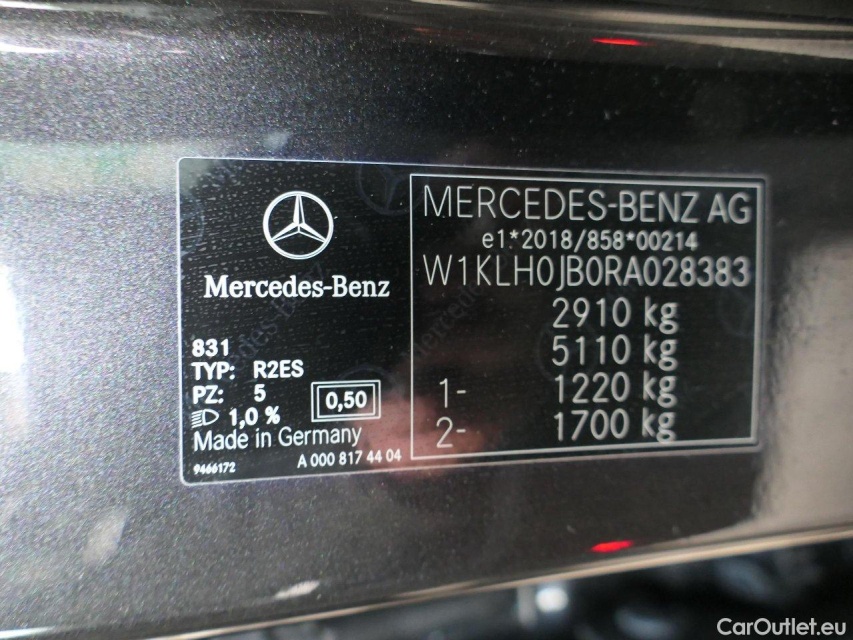 Mercedes-Benz
831
TYP: R2ES
PZ: 5
1,0 %
0,50
Made in Germany
9466172
A 000 817 44 04
MERCEDES-BENZ AG
e1*2018/858*00214
W1KLH0JB0RA028383
2910 kg
5110 kg
1- 1220 kg
2- 1700 kg
CarOutlet.eu